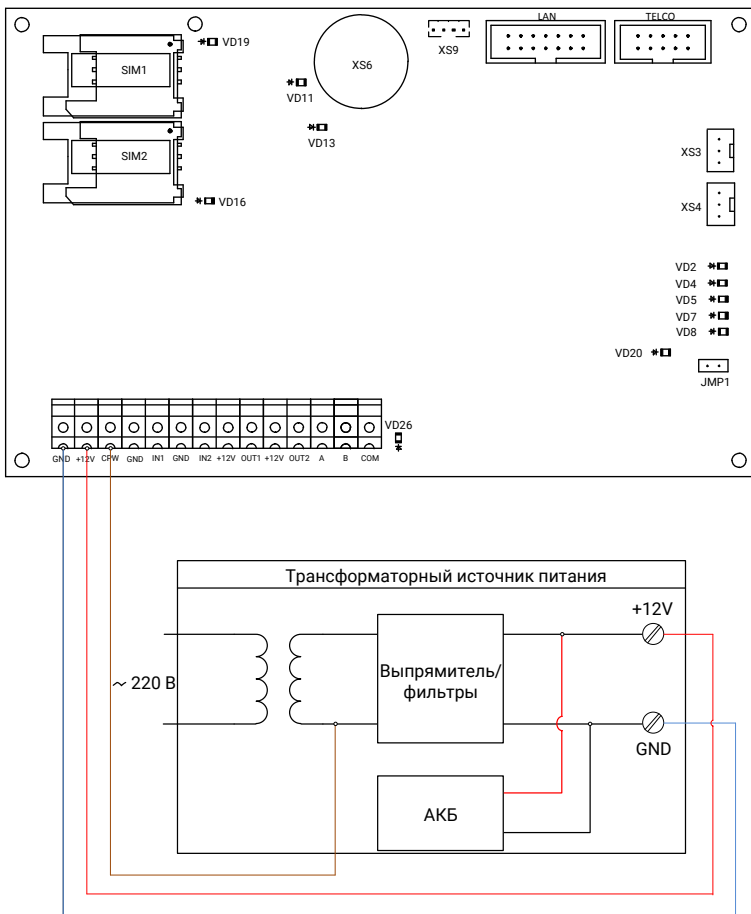 LAN
TELCO
XS9
VD19
SIM1
XS6
VD11
VD13
SIM2
XS3
VD16
XS4
VD2
VD4
VD5
VD7
VD8
VD20
JMP1
VD26
GND +12V CPW GND IN1 GND IN2 +12V OUT1 +12V OUT2 A B COM
Трансформаторный источник питания
+12V
~ 220 В
Выпрямитель/
фильтры
GND
АКБ